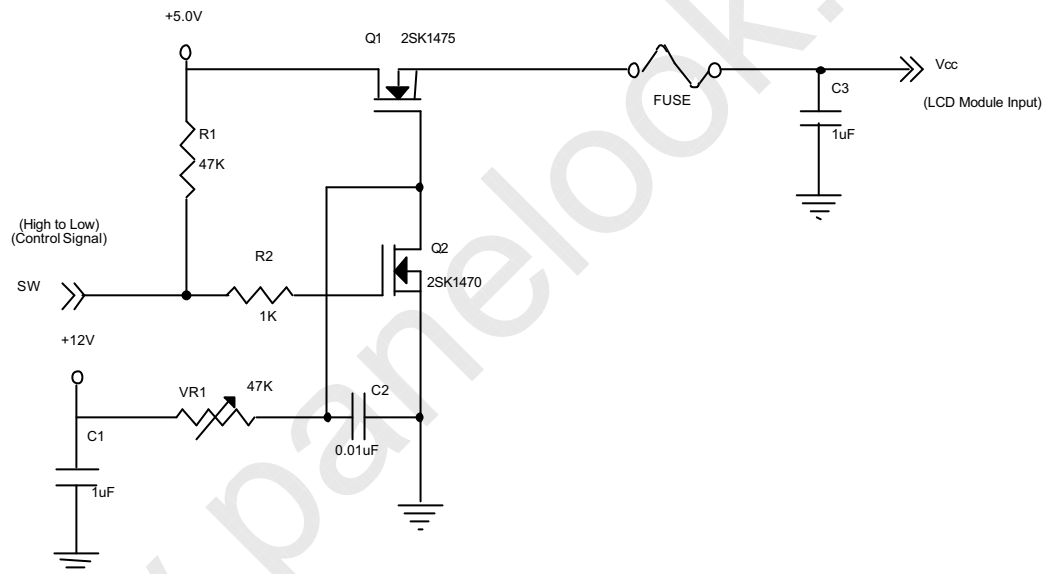 +5.0V
Q1 2SK1475
Vcc
FUSE
C3
(LCD Module Input)
R1
1uF
47K
(High to Low)
(Control Signal)
Q2
R2
2SK1470
SW
1K
+12V
VR1 47K
C2
C1
0.01uF
1uF
panelook.